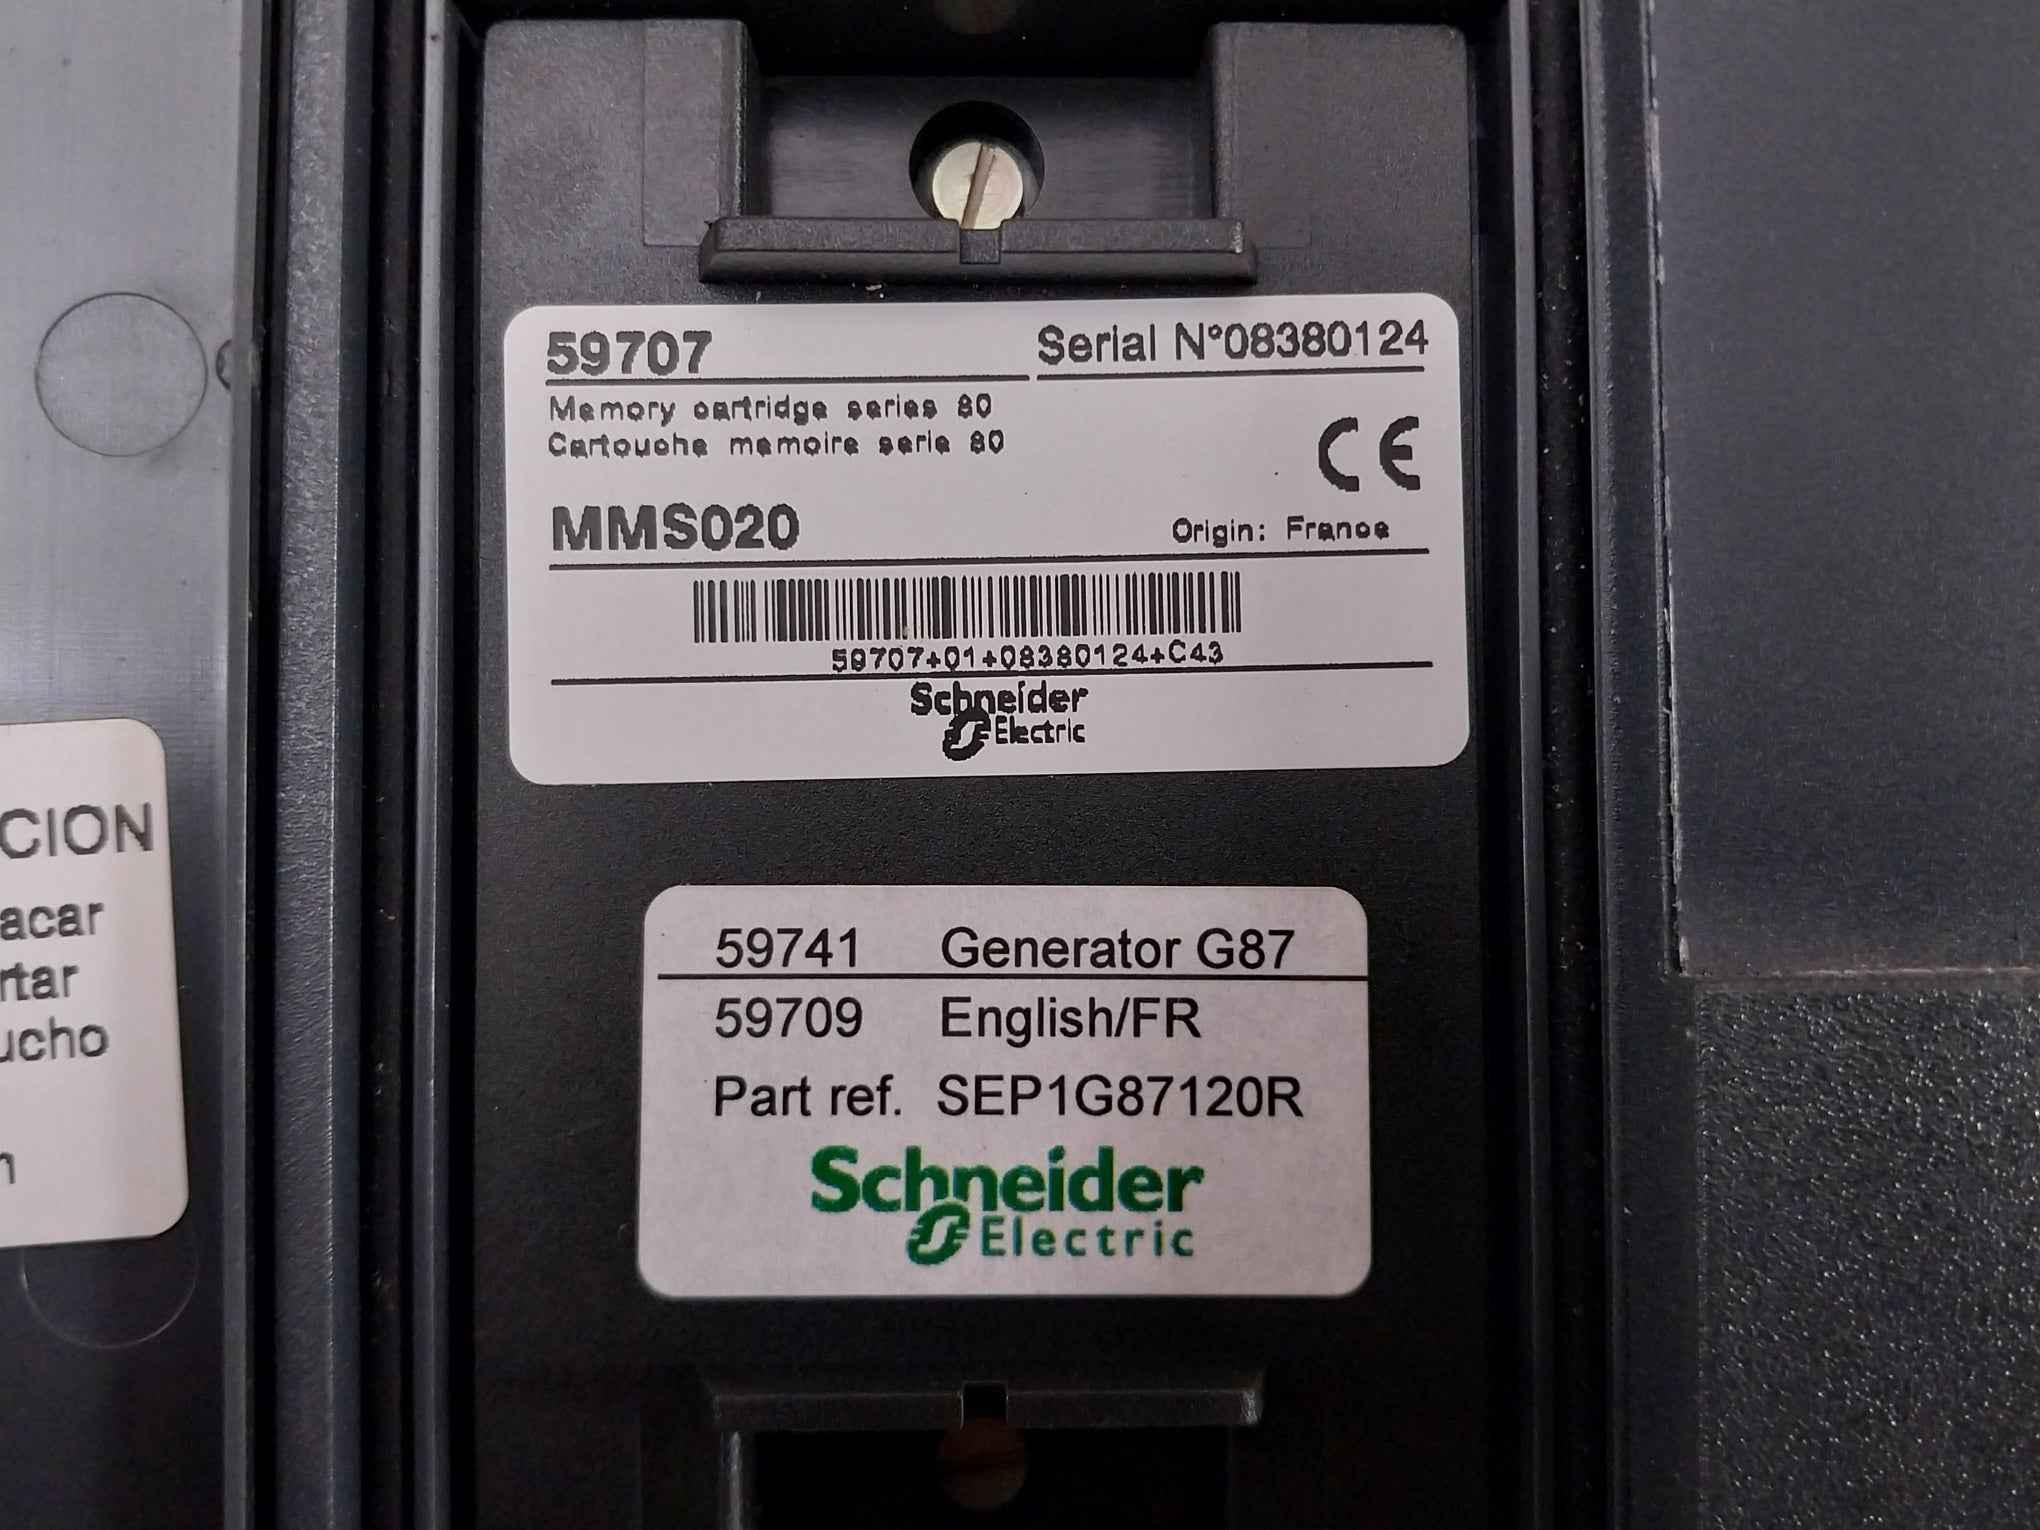 59707
Serial N°08380124
Memory cartridge series 80
Cartouche memoire serie 80
CE
MMS020
Origin: France
59707+01+08380124+C43
Schneider
Electric
59741 Generator G87
59709 English/FR
Part ref. SEP1G87120R
Schneider
Electric
CION
acar
rtar
ucho
n